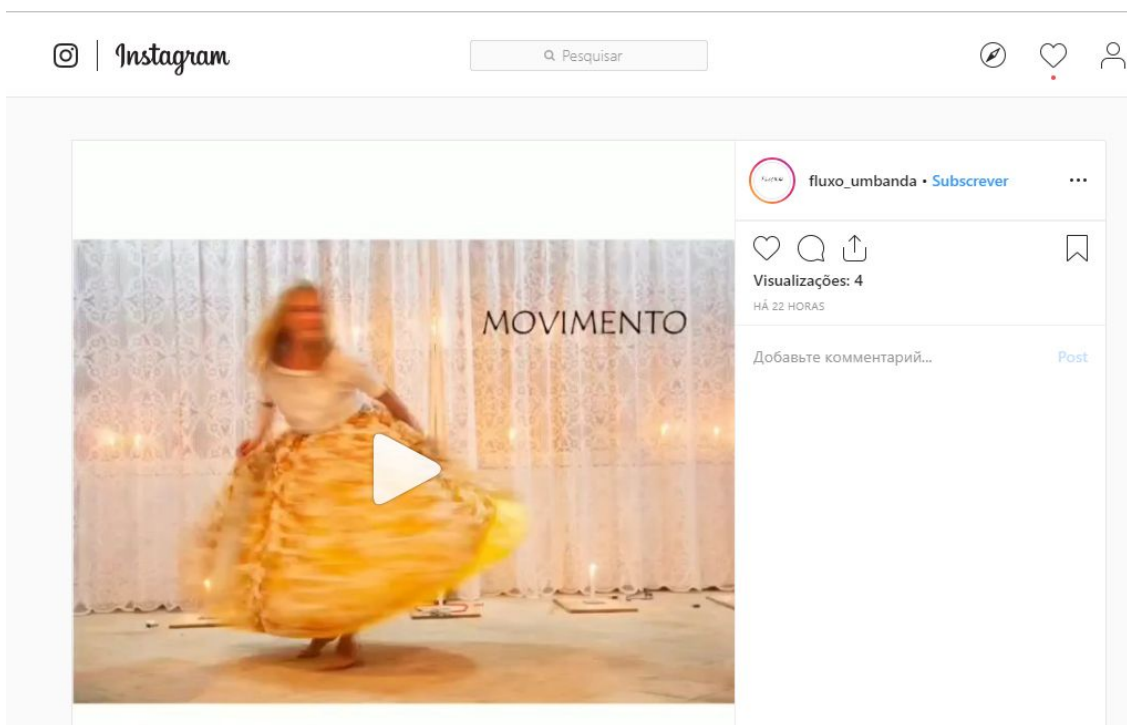 Instagram
Pesquisar
fluxo_umbanda • Subscrever
MOVIMENTO
Visualizações: 4
HÁ 22 HORAS
Добавьте комментарий...
Post